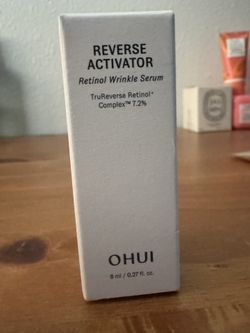 REVERSE
ACTIVATOR
Retinol Wrinkle Serum
TruReverse Retinol⁺
Complex™ 7.2%
OHUI
8 ml / 0.27 fl. oz.